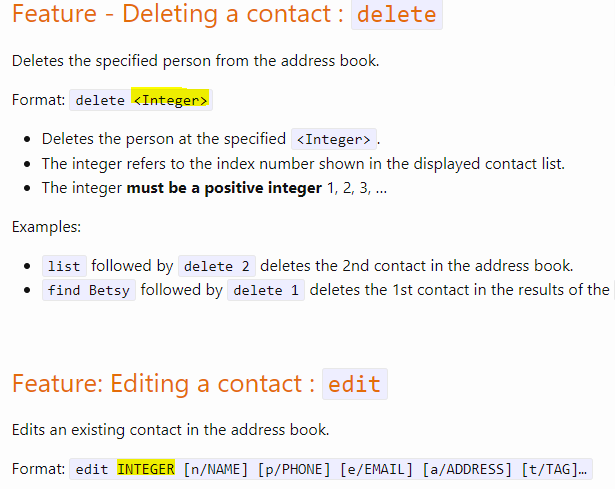 Feature - Deleting a contact : delete
Deletes the specified person from the address book.
Format: delete <Integer>
• Deletes the person at the specified <Integer>.
• The integer refers to the index number shown in the displayed contact list.
• The integer must be a positive integer 1, 2, 3, …
Examples:
• list followed by delete 2 deletes the 2nd contact in the address book.
• find Betsy followed by delete 1 deletes the 1st contact in the results of the
Feature: Editing a contact : edit
Edits an existing contact in the address book.
Format: edit INTEGER [n/NAME] [p/PHONE] [e/EMAIL] [a/ADDRESS] [t/TAG]…